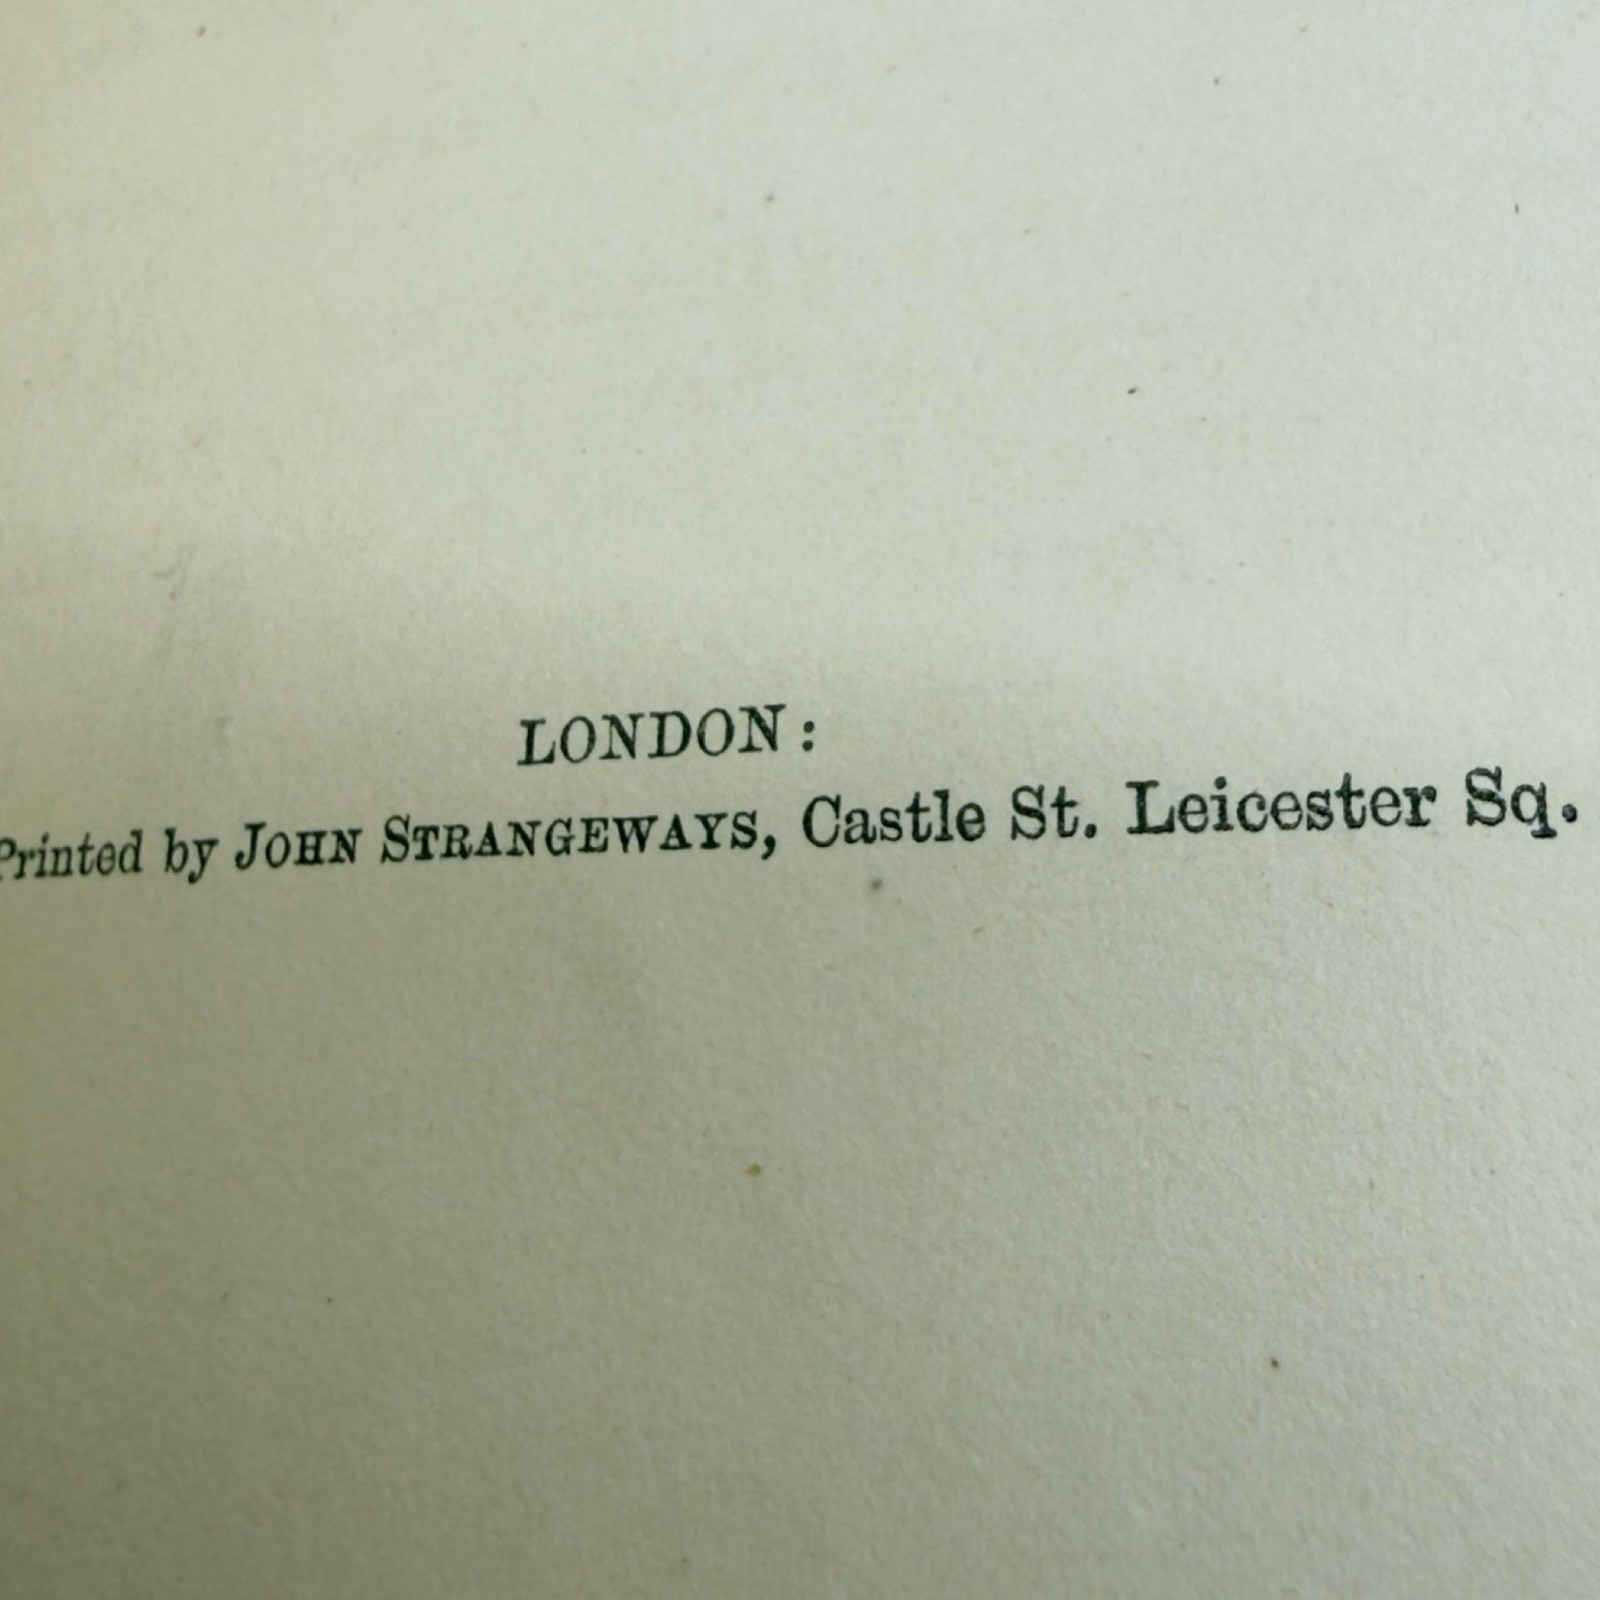 LONDON:
Printed by JOHN STRANGEWAYS, Castle St. Leicester Sq.